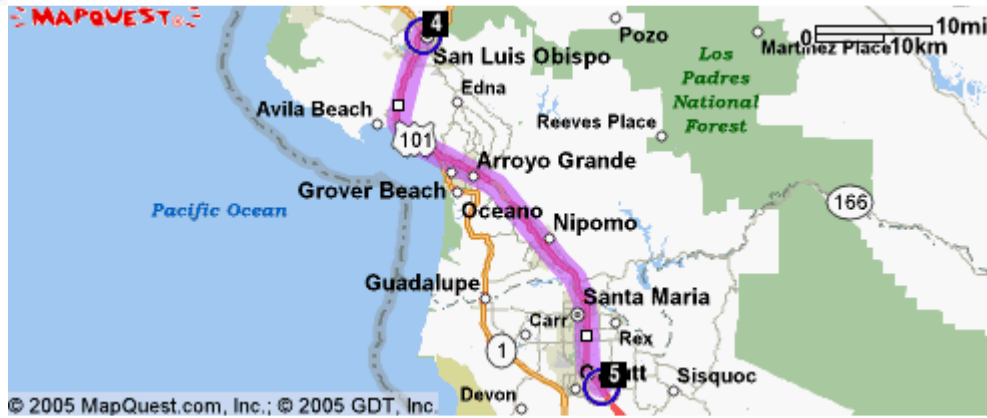 MAPQUEST
4
10mi
0
10km
Pozo
Martinez Place
San Luis Obispo
Los
Padres
National
Forest
Edna
Avila Beach
Reeves Place
101
Arroyo Grande
Grover Beach
166
Pacific Ocean
Oceano
Nipomo
Guadalupe
Santa Maria
Carr
Rex
1
5
Sisquoc
Devon
© 2005 MapQuest.com, Inc.; © 2005 GDT, Inc.